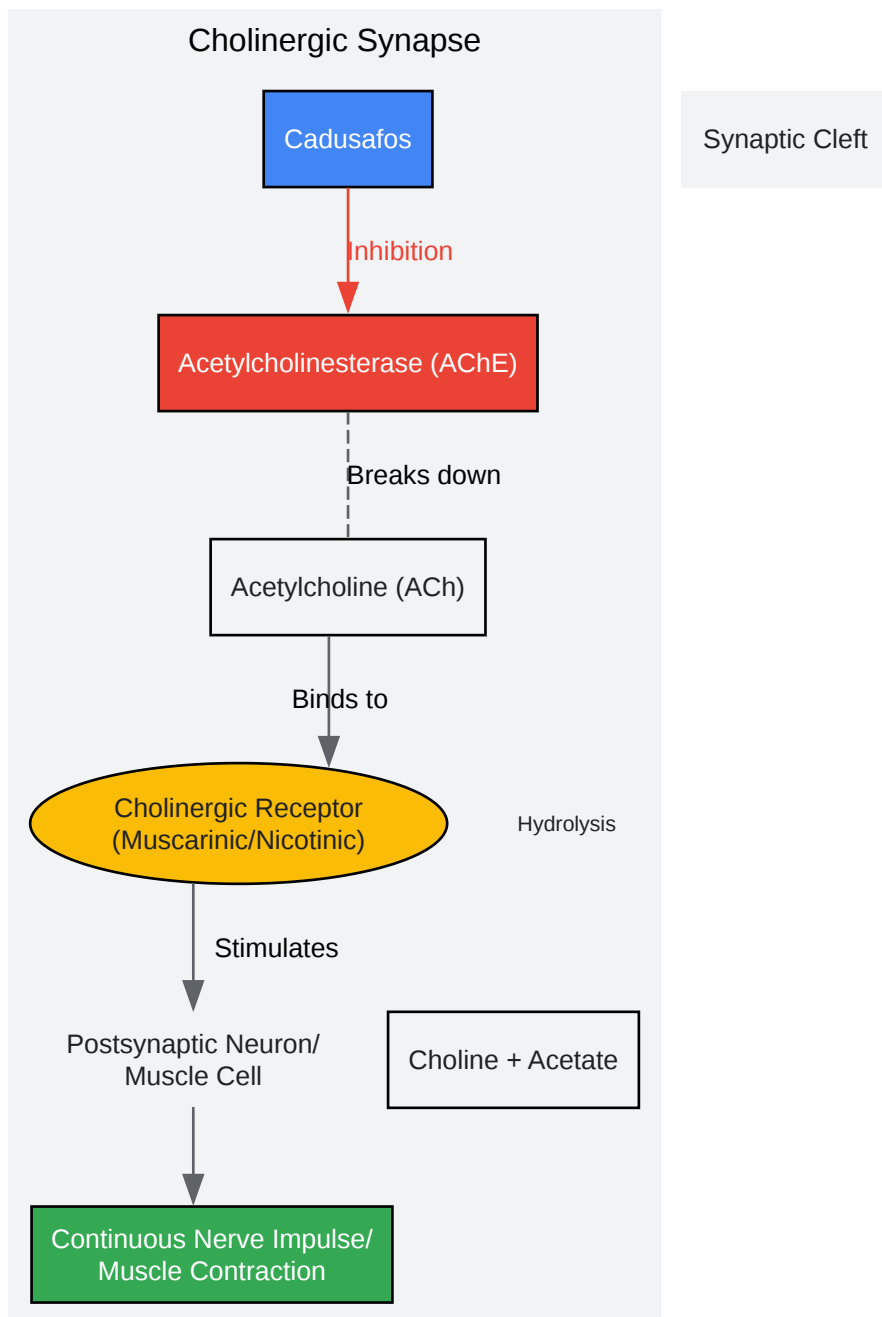 Cholinergic Synapse
Cadusafos
Synaptic Cleft
Inhibition
Acetylcholinesterase (AChE)
Breaks down
Acetylcholine (ACh)
Binds to
Cholinergic Receptor
(Muscarinic/Nicotinic)
Hydrolysis
Stimulates
Postsynaptic Neuron/
Muscle Cell
Choline + Acetate
Continuous Nerve Impulse/
Muscle Contraction